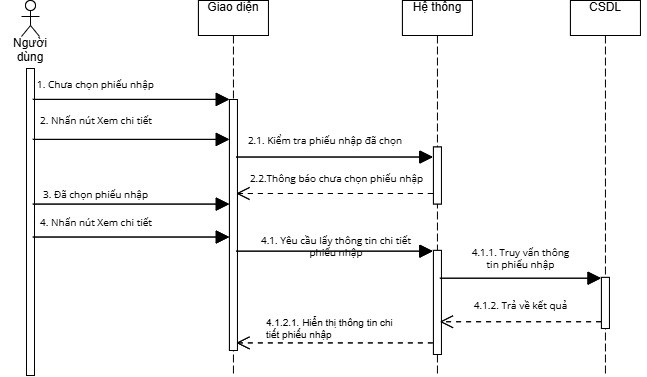 Giao diện
Hệ thống
CSDL
Người
dùng
1. Chưa chọn phiếu nhập
2. Nhấn nút Xem chi tiết
2.1. Kiểm tra phiếu nhập đã chọn
2.2.Thông báo chưa chọn phiếu nhập
3. Đã chọn phiếu nhập
4. Nhấn nút Xem chi tiết
4.1. Yêu cầu lấy thông tin chi tiết
phiếu nhập
4.1.1. Truy vấn thông
tin phiếu nhập
4.1.2. Trả về kết quả
4.1.2.1. Hiển thị thông tin chi
tiết phiếu nhập